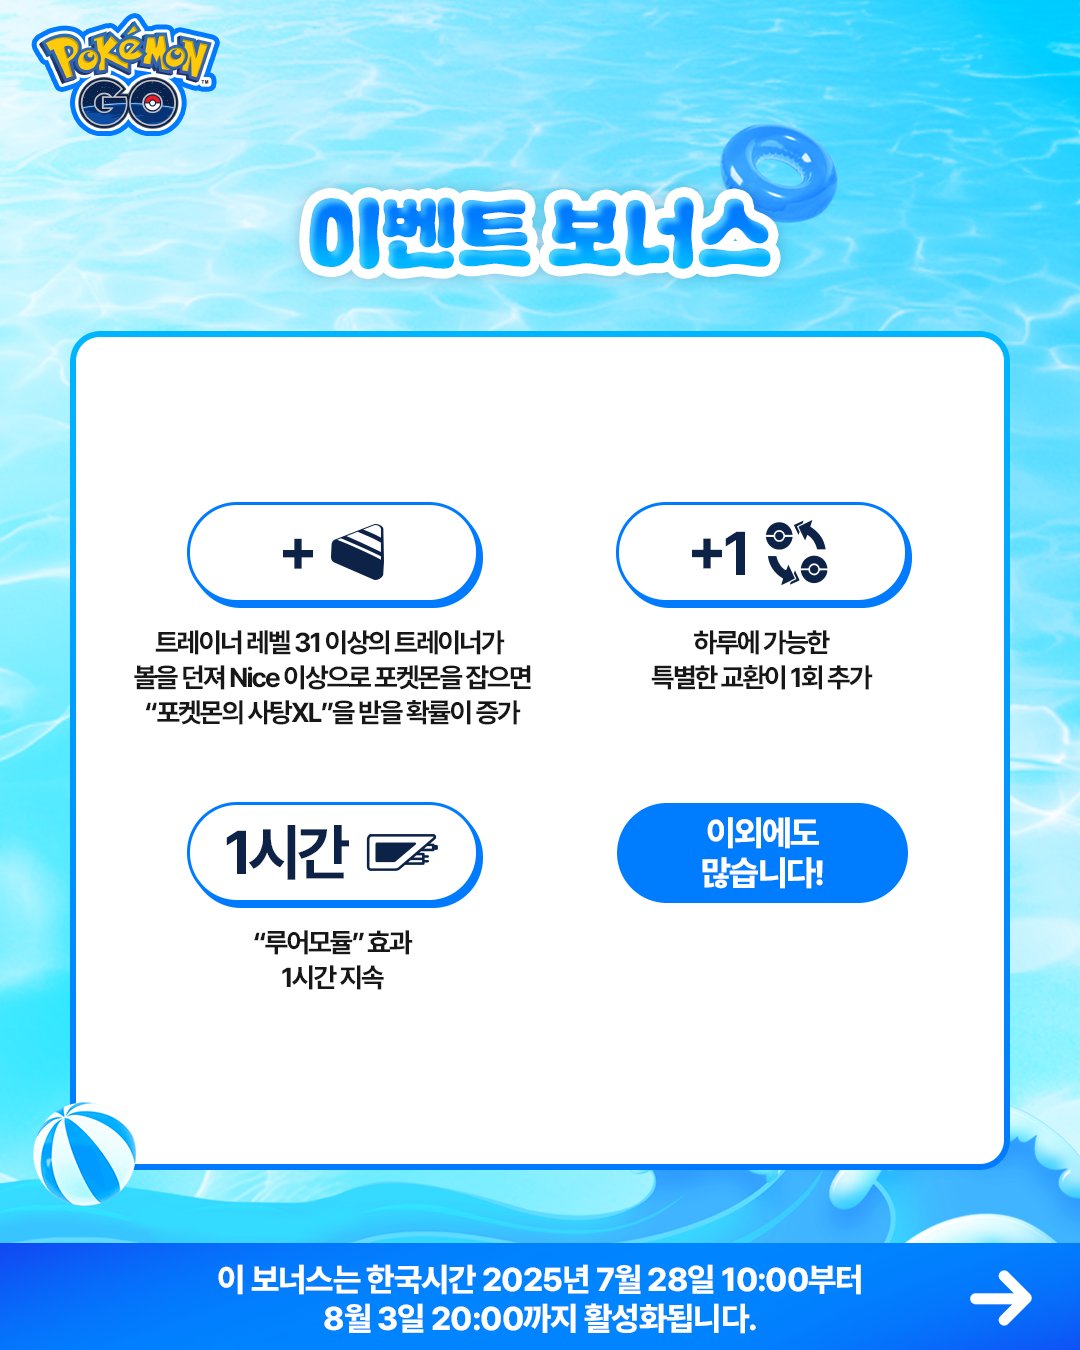 POKÉMON
GO
TM
이벤트 보너스
+
+1
트레이너 레벨 31 이상의 트레이너가
볼을 던져 Nice 이상으로 포켓몬을 잡으면
“포켓몬의 사탕XL”을 받을 확률이 증가
하루에 가능한
특별한 교환이 1회 추가
1시간
“루어모듈” 효과
1시간 지속
이외에도
많습니다!
이 보너스는 한국시간 2025년 7월 28일 10:00부터
8월 3일 20:00까지 활성화됩니다.